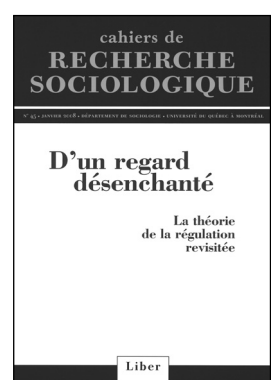 cahiers de
RECHERCHE
SOCIOLOGIQUE
N° 45 • JANVIER 2008 • DÉPARTEMENT DE SOCIOLOGIE • UNIVERSITÉ DU QUÉBEC À MONTRÉAL
D’un regard
désenchanté
La théorie
de la régulation
revisitée
Liber